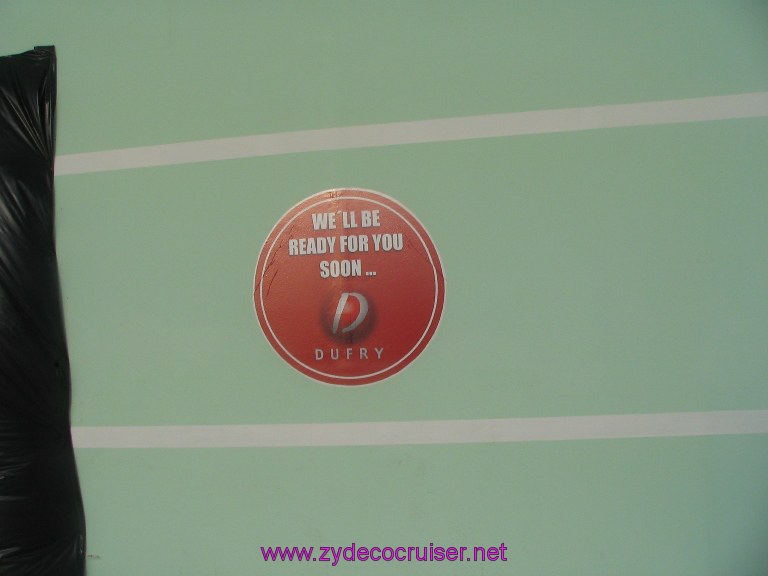 WE´LL BE
READY FOR YOU
SOON ...
D
DUFRY
www.zydecocruiser.net